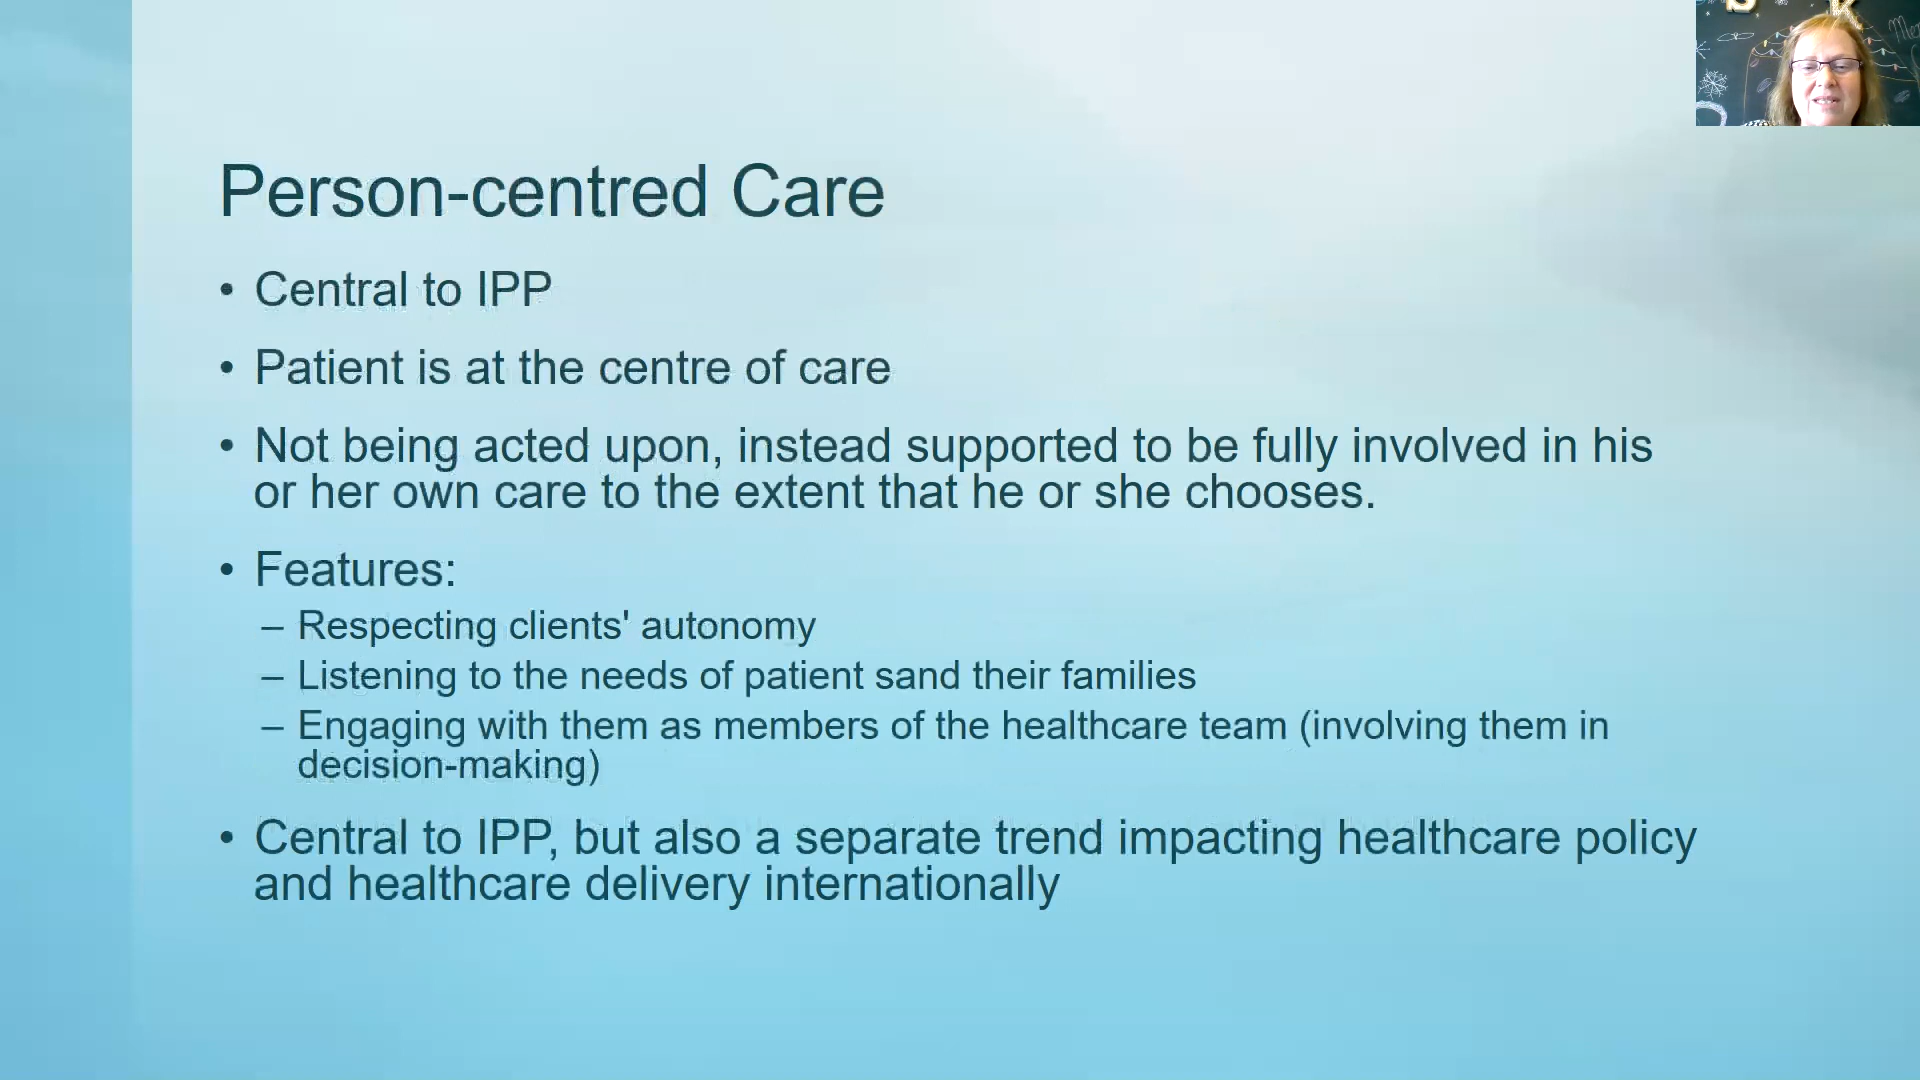 S K
Person-centred Care
• Central to IPP
• Patient is at the centre of care
• Not being acted upon, instead supported to be fully involved in his
or her own care to the extent that he or she chooses.
• Features:
– Respecting clients' autonomy
– Listening to the needs of patient sand their families
– Engaging with them as members of the healthcare team (involving them in
decision-making)
• Central to IPP, but also a separate trend impacting healthcare policy
and healthcare delivery internationally